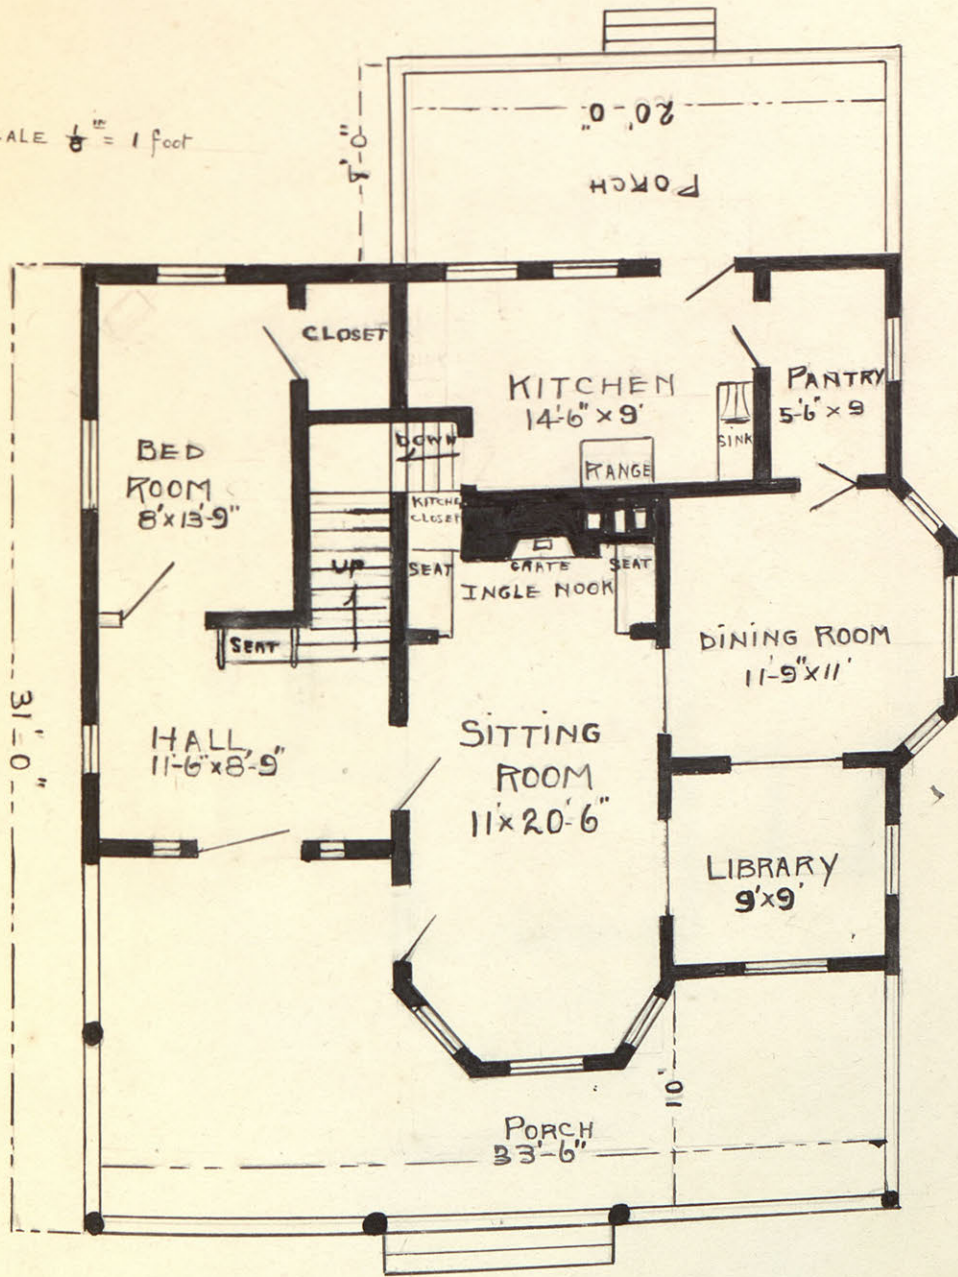 20'-0"
PORCH
ALE 1/8" = 1 foot
CLOSET
KITCHEN
14'-6" × 9'
PANTRY
5'-6" × 9
DOWN
SINK
RANGE
BED
ROOM
8'×13'-9"
CLOSET
UP
SEAT
GRATE
SEAT
INGLE NOOK
DINING ROOM
11'-9"×11'
SEAT
31'-0"
HALL
11'-6"×8'-9"
SITTING
ROOM
11'× 20'-6"
LIBRARY
9'×9'
10'
PORCH
33'-6"